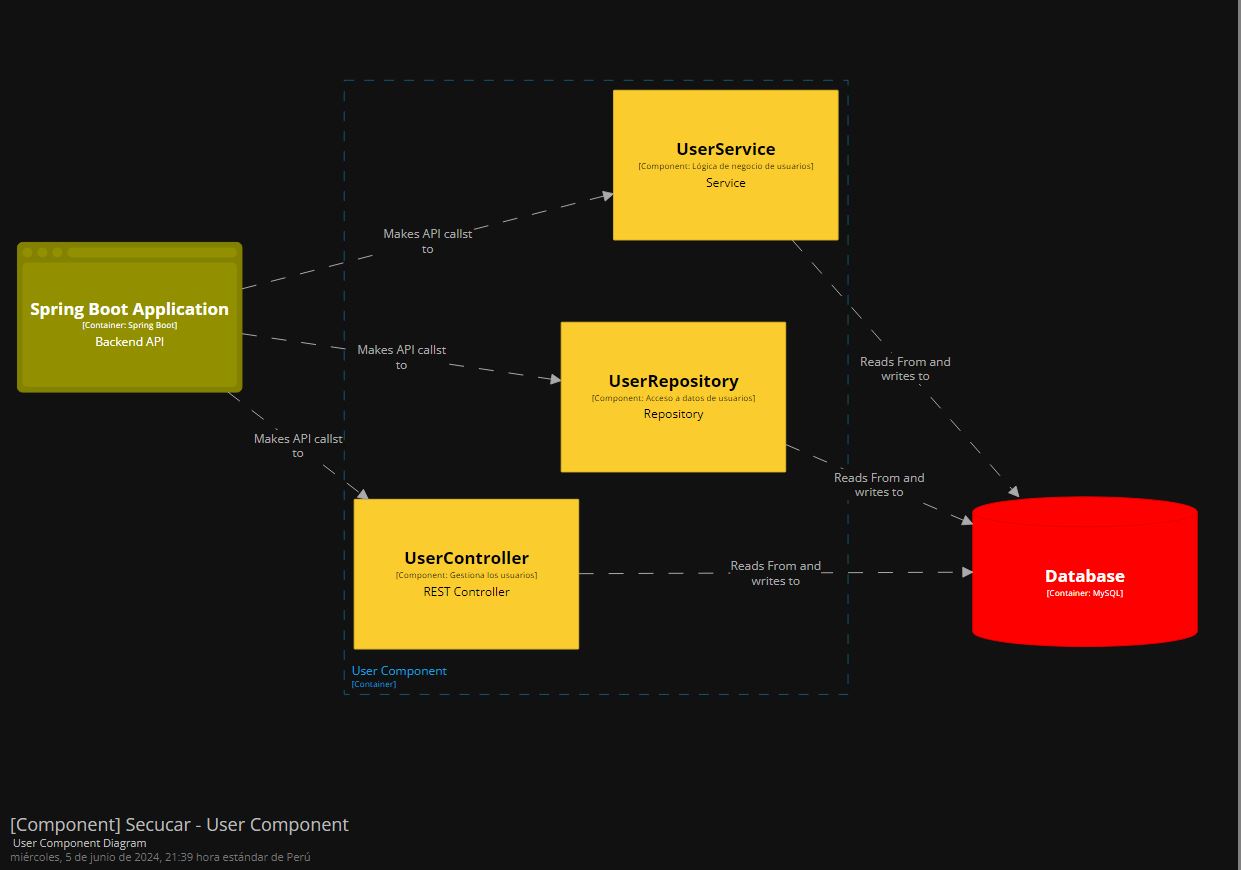 UserService
[Component: Lógica de negocio de usuarios]
Service
Makes API callst
to
Spring Boot Application
[Container: Spring Boot]
Backend API
Makes API callst
to
UserRepository
[Component: Acceso a datos de usuarios]
Repository
Reads From and
writes to
Makes API callst
to
Reads From and
writes to
UserController
[Component: Gestiona los usuarios]
REST Controller
Reads From and
writes to
Database
[Container: MySQL]
User Component
[Container]
[Component] Secucar - User Component
User Component Diagram
miércoles, 5 de junio de 2024, 21:39 hora estándar de Perú